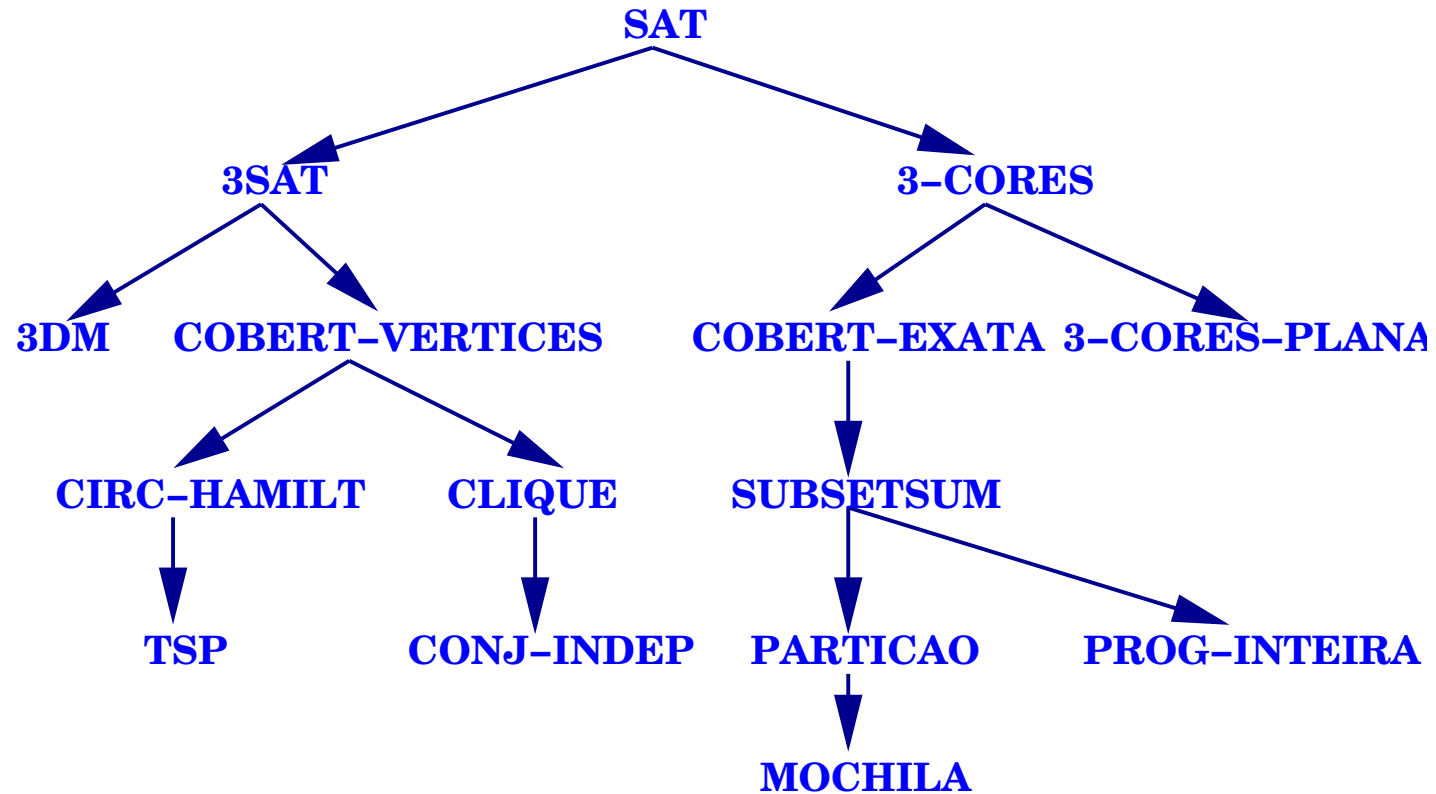 SAT
3SAT
3–CORES
3DM
COBERT–VERTICES
COBERT–EXATA
3–CORES–PLANA
CIRC–HAMILT
CLIQUE
SUBSETSUM
TSP
CONJ–INDEP
PARTICAO
PROG–INTEIRA
MOCHILA